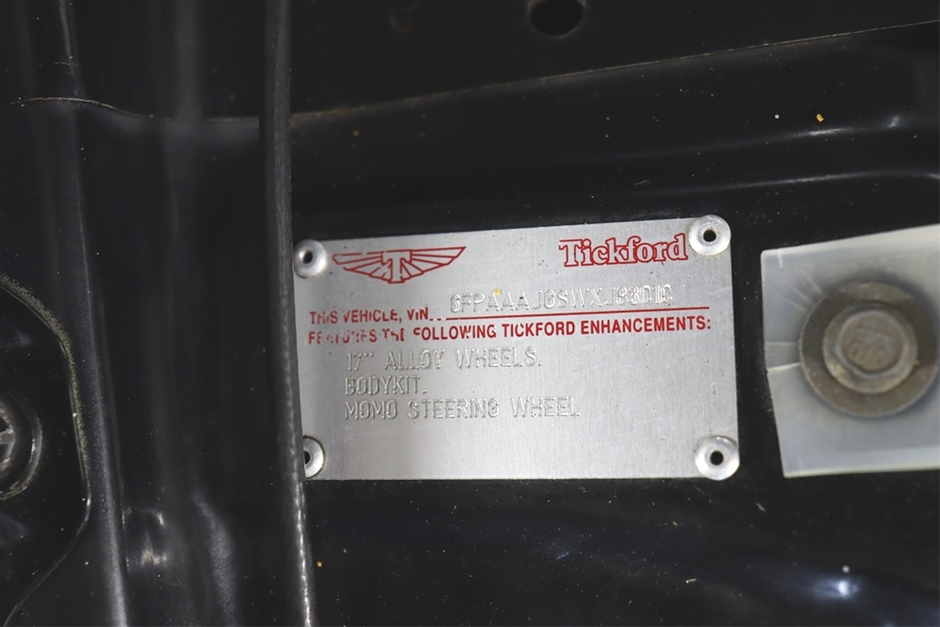 T
Tickford
THIS VEHICLE, VIN..
FEATURES THE FOLLOWING TICKFORD ENHANCEMENTS:
17" ALLOY WHEELS.
BODYKIT.
MOMO STEERING WHEEL